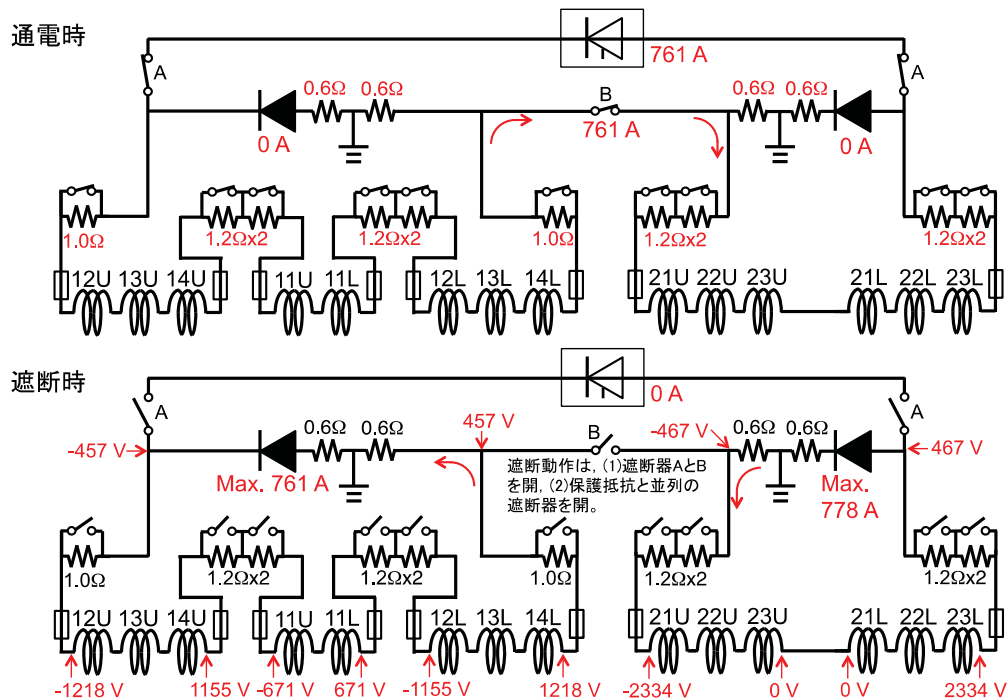 通電時
761 A
A
A
0.6Ω 0.6Ω
B
0.6Ω 0.6Ω
0 A
761 A
0 A
1.0Ω
1.2Ωx2
1.2Ωx2
1.0Ω
1.2Ωx2
1.2Ωx2
12U 13U 14U
11U 11L
12L 13L 14L
21U 22U 23U
21L 22L 23L
遮断時
0 A
A
A
-457 V
0.6Ω 0.6Ω
457 V
B
-467 V
0.6Ω 0.6Ω
467 V
Max. 761 A
遮断動作は, (1)遮断器AとB
を開, (2)保護抵抗と並列の
遮断器を開。
Max.
778 A
1.0Ω
1.2Ωx2
1.2Ωx2
1.0Ω
1.2Ωx2
1.2Ωx2
12U 13U 14U
11U 11L
12L 13L 14L
21U 22U 23U
21L 22L 23L
-1218 V
1155 V
-671 V
671 V
-1155 V
1218 V
-2334 V
0 V
0 V
2334 V